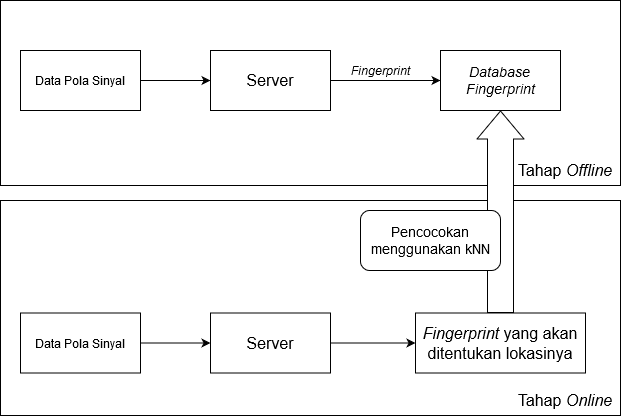 Data Pola Sinyal
Server
Fingerprint
Database
Fingerprint
Tahap Offline
Pencocokan
menggunakan kNN
Data Pola Sinyal
Server
Fingerprint yang akan
ditentukan lokasinya
Tahap Online